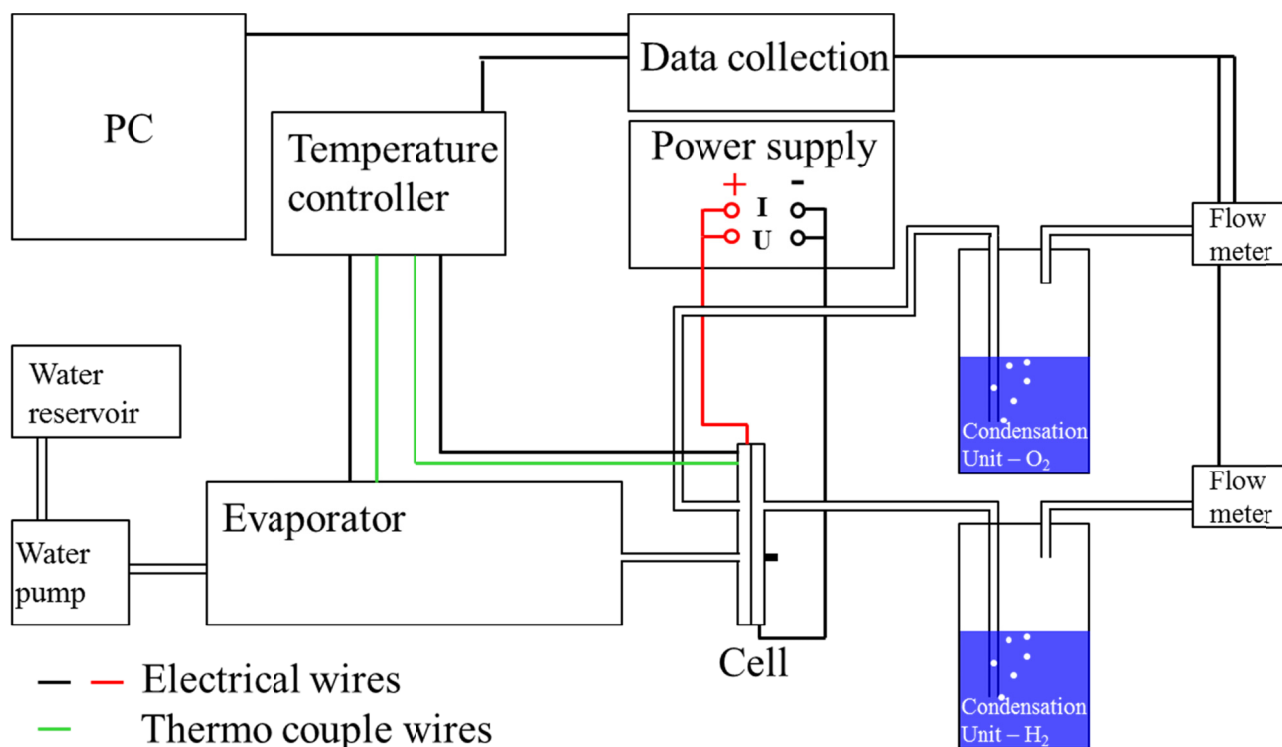 PC
Data collection
Temperature
controller
Power supply
+ -
I
U
Flow
meter
Water
reservoir
Condensation
Unit – O₂
Evaporator
Flow
meter
Water
pump
Cell
Condensation
Unit – H₂
Electrical wires
Thermo couple wires